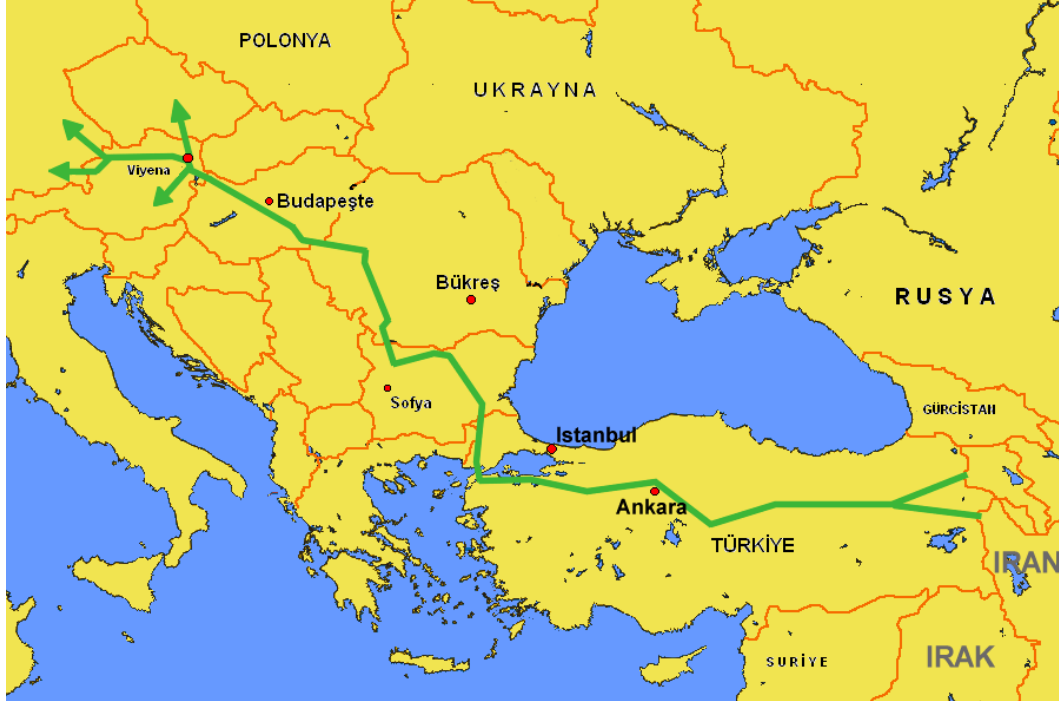 POLONYA
UKRAYNA
Viyena
Budapeşte
Bükreş
RUSYA
Sofya
GÜRCİSTAN
Istanbul
Ankara
TÜRKİYE
IRAN
SURİYE
IRAK